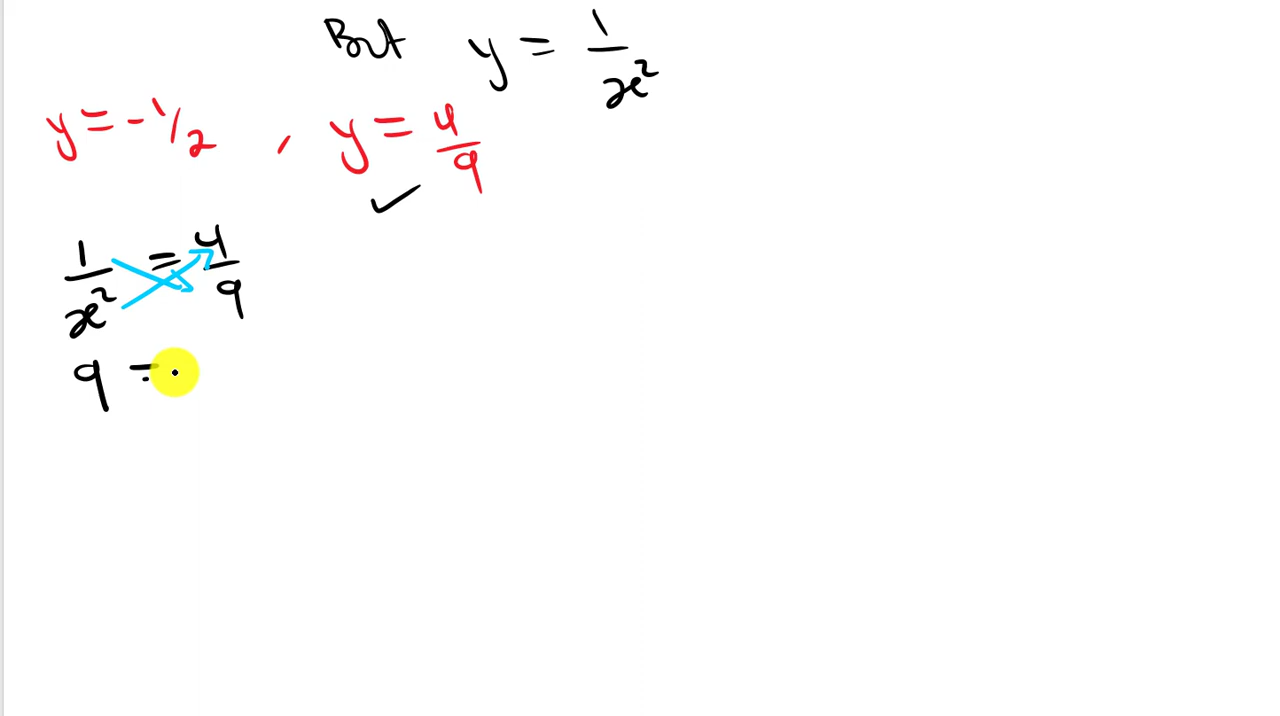 But y = 1/x²
y = -1/2 , y = 4/9
✓
1/x² = 4/9
9 =